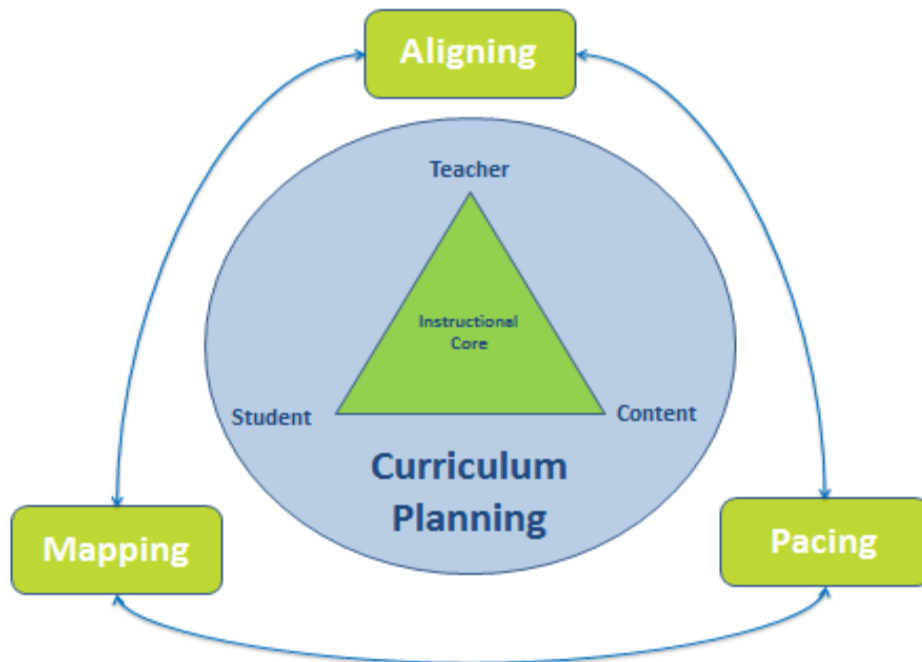 Aligning
Teacher
Instructional
Core
Student
Content
Curriculum
Planning
Mapping
Pacing